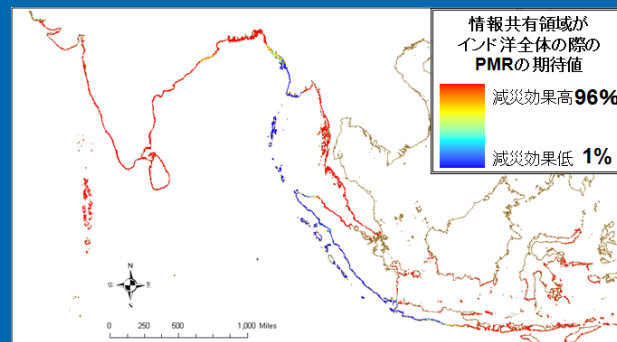 情報共有領域が
インド洋全体の際の
PMRの期待値
減災効果高96%
減災効果低 1%
N
W E
S
0 250 500 1,000 Miles